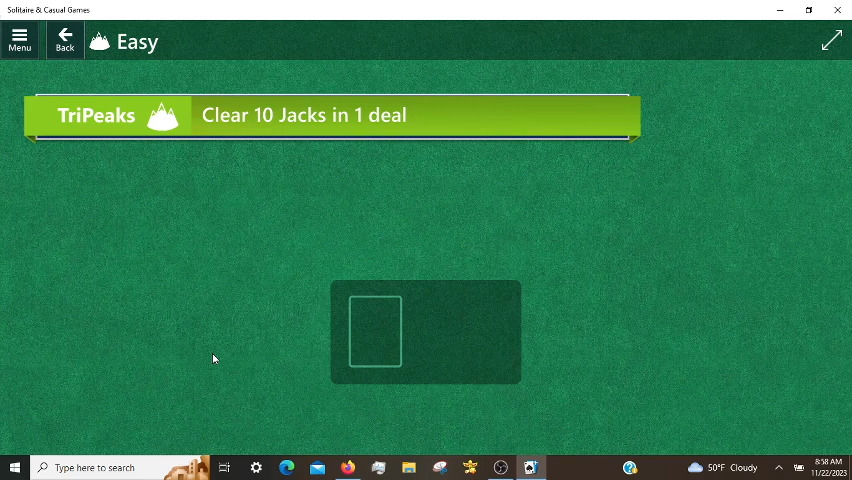 Solitaire & Casual Games
Menu
Back
Easy
TriPeaks
Clear 10 Jacks in 1 deal
Type here to search
50°F Cloudy
8:58 AM
11/22/2023